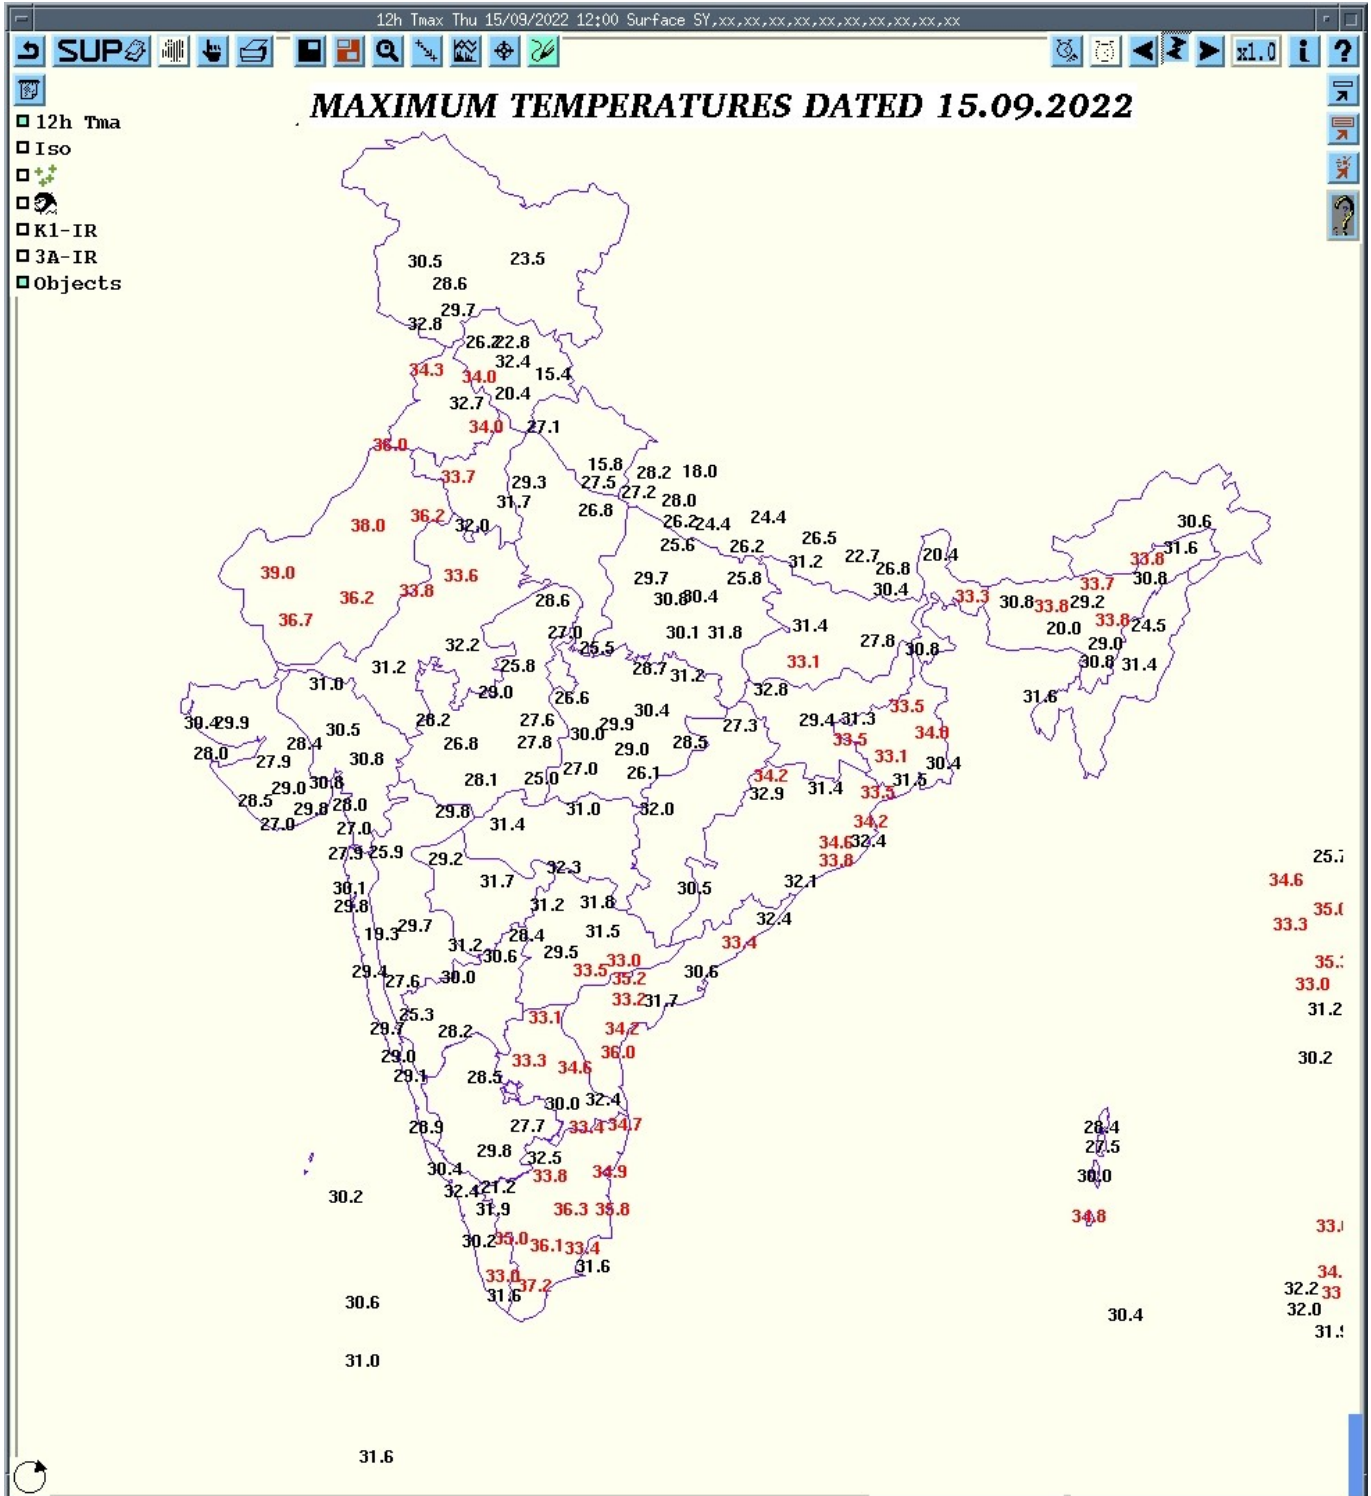 12h Tmax Thu 15/09/2022 12:00 Surface SY,xx,xx,xx,xx,xx,xx,xx,xx,xx,xx
SUP
x1.0 i ?
MAXIMUM TEMPERATURES DATED 15.09.2022
12h Tma
Iso
K1-IR
3A-IR
Objects
30.5 23.5
28.6
29.7
32.8
26.2 22.8
32.4
34.3 34.0 15.4
20.4
32.7
34.0 27.1
15.8 28.2 18.0
33.7
29.3 27.5
27.2
31.7 28.0
26.8
38.0 36.2 32.0 26.2 24.4 24.4 30.6
25.6 26.2 26.5 31.6
31.2 22.7 20.4 33.8
39.0 33.6 29.7 25.8 26.8 33.7 30.8
36.2 33.8 28.6 30.8 30.4 30.4 33.3 30.8 33.8 29.2
36.7 33.8
27.0 30.1 31.8 31.4 20.0 24.5
32.2 25.5 27.8 30.8 29.0
31.2 25.8 28.7 31.2 33.1 30.8 31.4
31.0 29.0 26.6 32.8 31.6
30.4 29.9 30.5 28.2 27.6 30.0 29.9 30.4 27.3 29.4 31.3 33.5
28.0 28.4 26.8 27.8 29.0 28.5 33.5
27.9 30.8 27.0 26.1 33.1 30.4
29.0 30.8 28.1 25.0 34.2 31.5
28.5 29.8 28.0 32.9 31.4 33.5
27.0 27.0 29.8 31.4 31.0 32.0 34.2
27.9 25.9 29.2 34.6 32.4
32.3 33.8
30.1 31.7 30.5 32.1 34.6
29.8 31.2 31.8
19.3 29.7 28.4 31.5 32.4 33.3
31.2 30.6 29.5 33.4
29.4 33.5 33.0
27.6 30.0 35.2 30.6 33.0
33.2 31.7 31.2
25.3 33.1
29.7 28.2 34.2
29.0 33.3 34.6 36.0 30.2
29.1 28.5
30.0 32.4
28.9 27.7 33.4 34.7 28.4
29.8 32.5 27.5
30.4 33.8 34.9 30.0
30.2 32.4 21.2
31.9 36.3 35.8 34.8
30.2 36.1 33.4
31.6
33.0 37.2 32.2
30.6 31.6 32.0
30.4
31.0
31.6